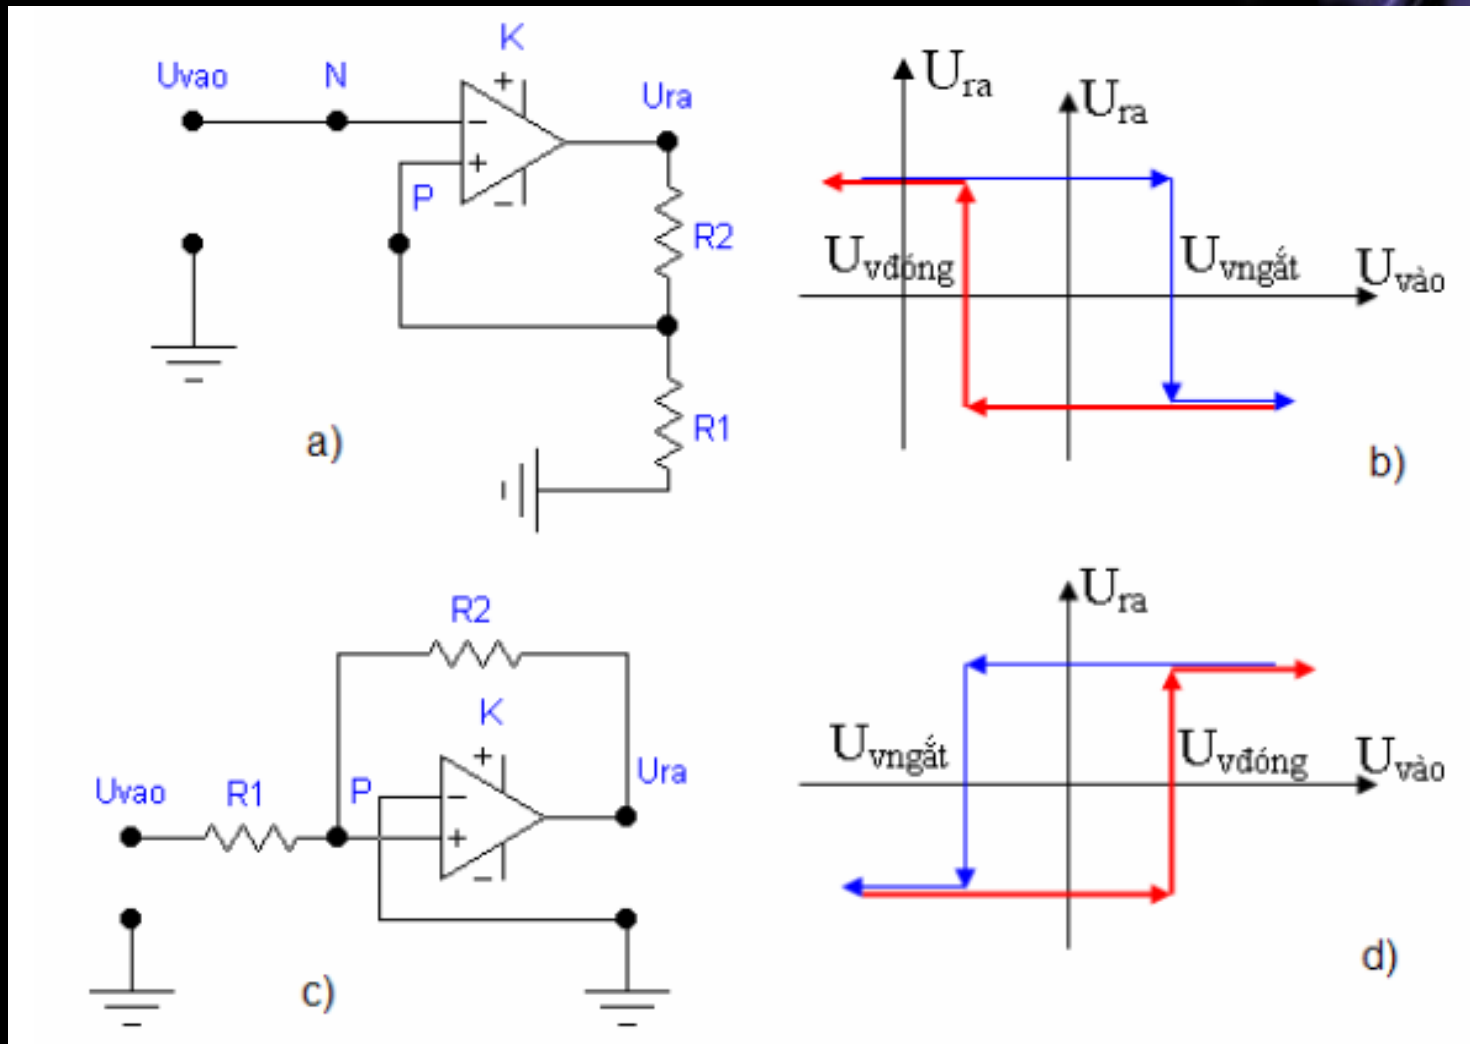 K
Uvao
N
Ura
P
R2
R1
a)
Ura
Ura
Uvđóng
Uvngắt
Uvào
b)
R2
K
Uvao
R1
P
Ura
c)
Ura
Uvngắt
Uvđóng
Uvào
d)